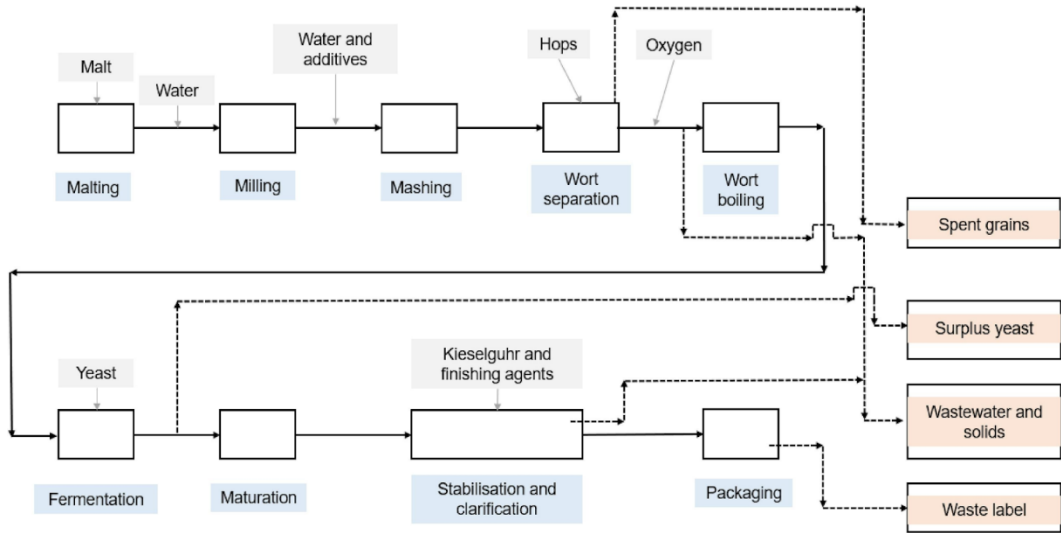 Water and
additives
Hops
Oxygen
Malt
Water
Malting
Milling
Mashing
Wort
separation
Wort
boiling
Spent grains
Surplus yeast
Yeast
Kieselguhr and
finishing agents
Wastewater and
solids
Fermentation
Maturation
Stabilisation and
clarification
Packaging
Waste label